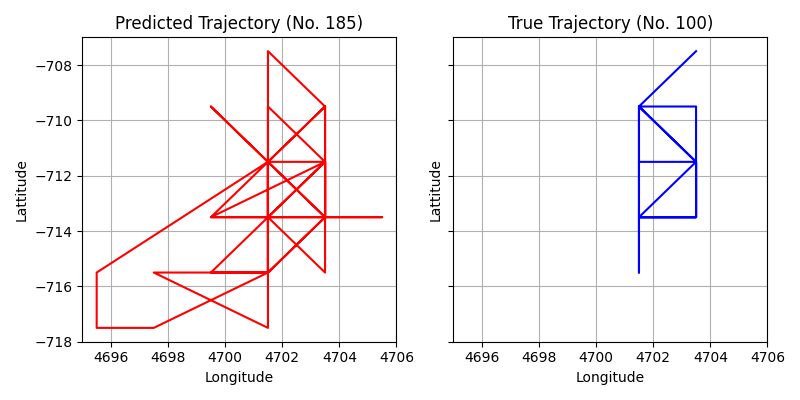 Predicted Trajectory (No. 185)
True Trajectory (No. 100)
−708
−710
−712
−714
−716
−718
Lattitude
Lattitude
4696 4698 4700 4702 4704 4706
4696 4698 4700 4702 4704 4706
Longitude
Longitude